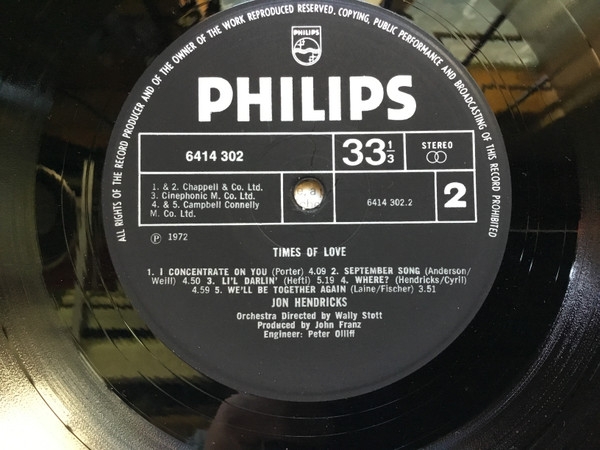 ALL RIGHTS OF THE RECORD PRODUCER AND OF THE OWNER OF THE WORK REPRODUCED RESERVED. COPYING, PUBLIC PERFORMANCE AND BROADCASTING OF THIS RECORD PROHIBITED
PHILIPS
PHILIPS
6414 302
33 1/3
STEREO
1. & 2. Chappell & Co. Ltd.
3. Cinephonic M. Co. Ltd.
4. & 5. Campbell Connelly
M. Co. Ltd.
6414 302.2
2
Ⓟ 1972
TIMES OF LOVE
1. I CONCENTRATE ON YOU (Porter) 4.09 2. SEPTEMBER SONG (Anderson/
Weill) 4.50 3. LI'L DARLIN' (Hefti) 5.19 4. WHERE? (Hendricks/Cyril)
4.59 5. WE'LL BE TOGETHER AGAIN (Laine/Fischer) 3.51
JON HENDRICKS
Orchestra Directed by Wally Stott
Produced by John Franz
Engineer: Peter Olliff